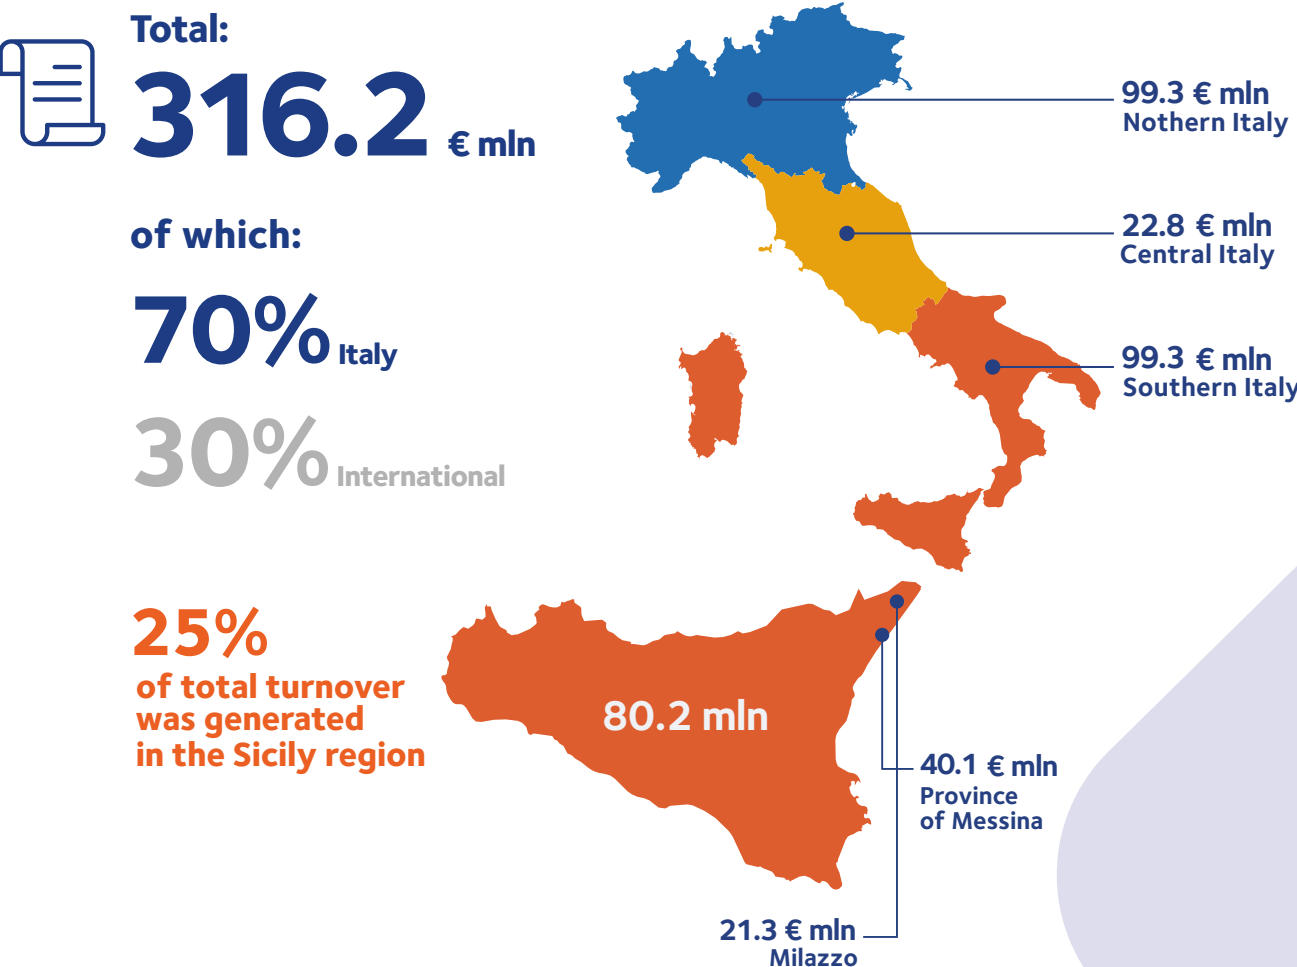 Total:
316.2 € mln
of which:
70% Italy
30% International
25%
of total turnover
was generated
in the Sicily region
99.3 € mln
Nothern Italy
22.8 € mln
Central Italy
99.3 € mln
Southern Italy
80.2 mln
40.1 € mln
Province
of Messina
21.3 € mln
Milazzo